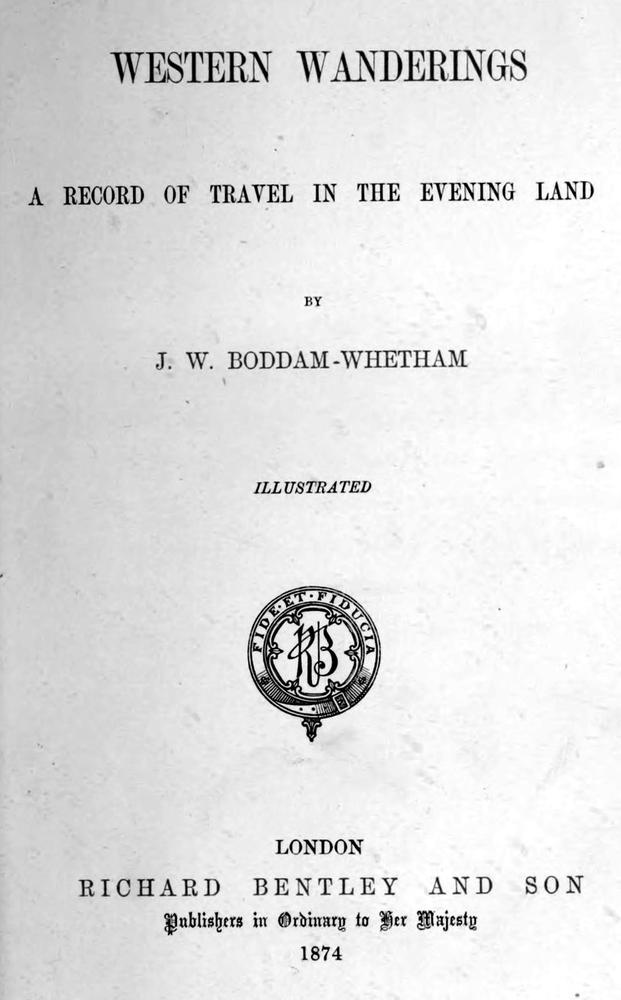 WESTERN WANDERINGS
A RECORD OF TRAVEL IN THE EVENING LAND
BY
J. W. BODDAM-WHETHAM
ILLUSTRATED
FIDE·ET·FIDUCIA
RB
LONDON
RICHARD BENTLEY AND SON
Publishers in Ordinary to Her Majesty
1874